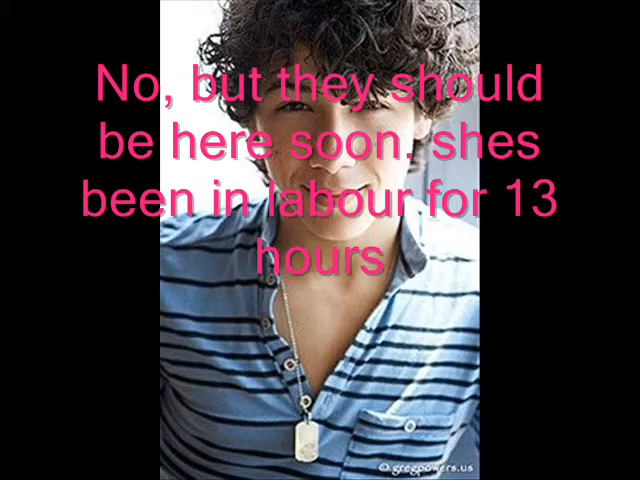 No, but they should
be here soon. shes
been in labour for 13
hours
© gregpowers.us